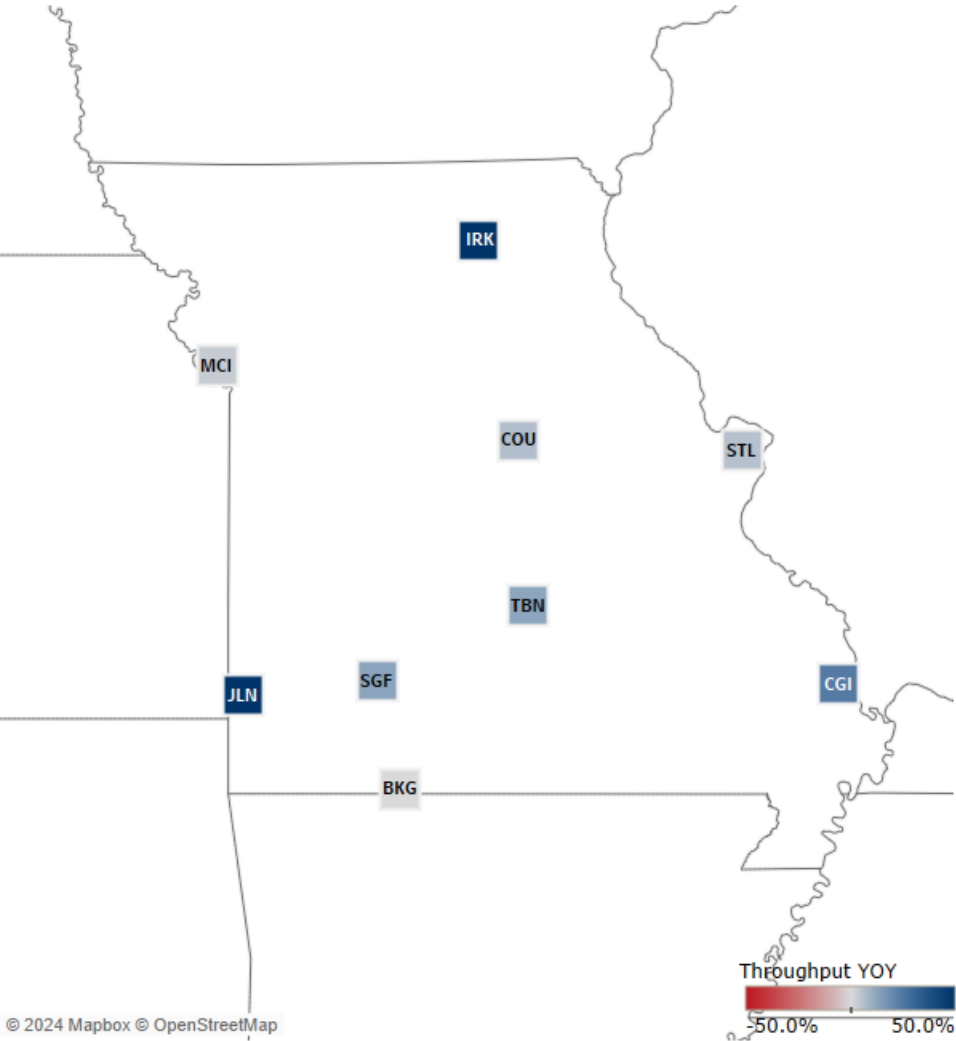 IRK
MCI
COU
STL
TBN
SGF
CGI
JLN
BKG
Throughput YOY
-50.0% 50.0%
© 2024 Mapbox © OpenStreetMap